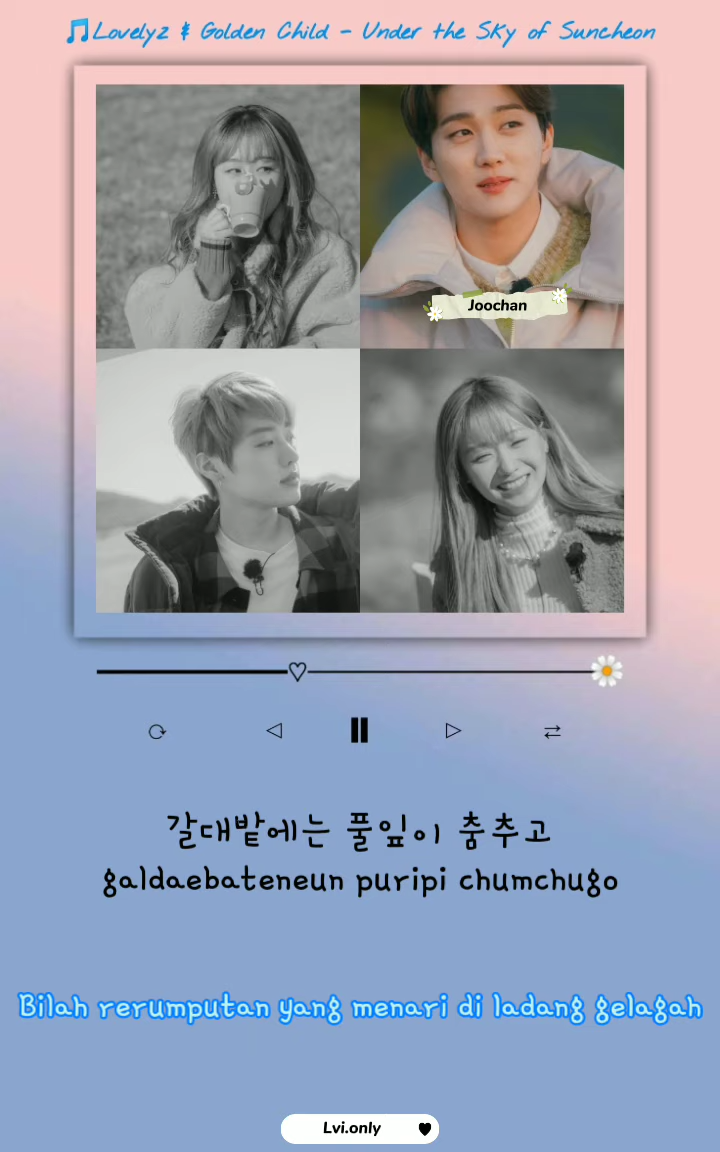 🎵Lovelyz & Golden Child - Under the Sky of Suncheon
Joochan
갈대밭에는 풀잎이 춤추고
galdaebateneun puripi chumchugo
Bilah rerumputan yang menari di ladang gelagah
Lvi.only